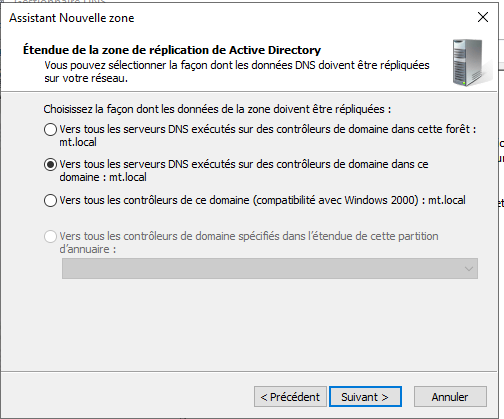 Assistant Nouvelle zone
Étendue de la zone de réplication de Active Directory
Vous pouvez sélectionner la façon dont les données DNS doivent être répliquées
sur votre réseau.
Choisissez la façon dont les données de la zone doivent être répliquées :
Vers tous les serveurs DNS exécutés sur des contrôleurs de domaine dans cette forêt :
mt.local
Vers tous les serveurs DNS exécutés sur des contrôleurs de domaine dans ce
domaine : mt.local
Vers tous les contrôleurs de ce domaine (compatibilité avec Windows 2000) : mt.local
Vers tous les contrôleurs de domaine spécifiés dans l'étendue de cette partition
d'annuaire :
< Précédent
Suivant >
Annuler